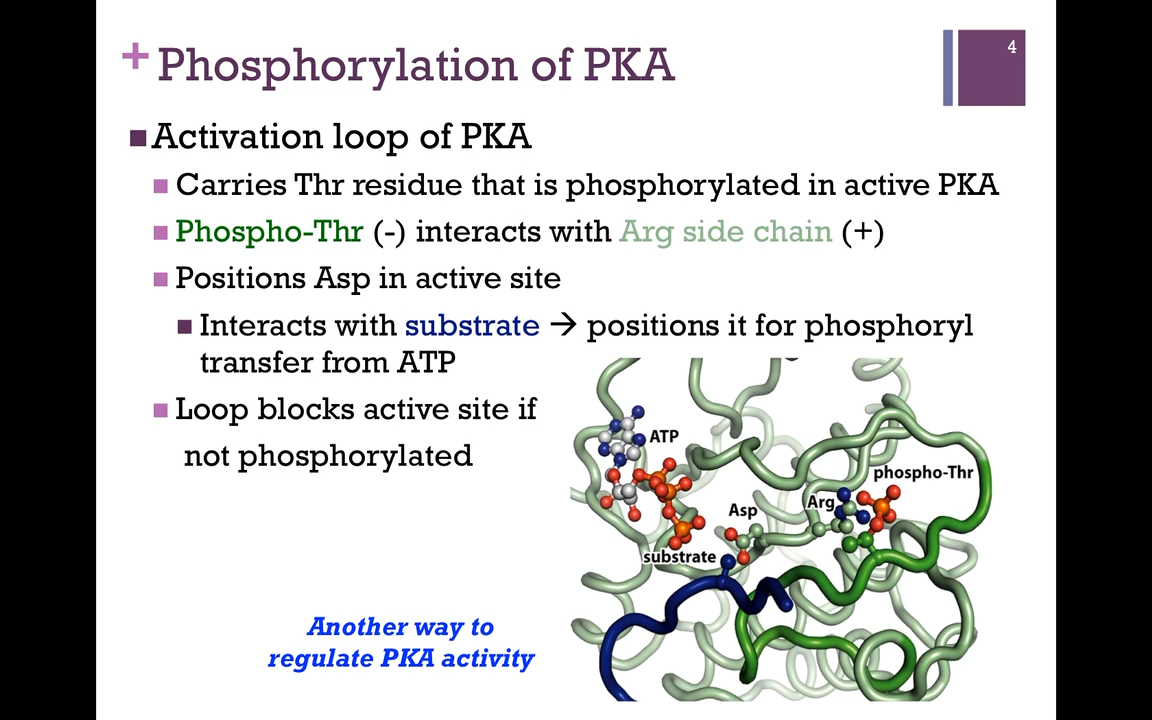 + Phosphorylation of PKA
4
■ Activation loop of PKA
■ Carries Thr residue that is phosphorylated in active PKA
■ Phospho-Thr (-) interacts with Arg side chain (+)
■ Positions Asp in active site
■ Interacts with substrate → positions it for phosphoryl
transfer from ATP
■ Loop blocks active site if
not phosphorylated
ATP
phospho-Thr
Arg
Asp
substrate
Another way to
regulate PKA activity